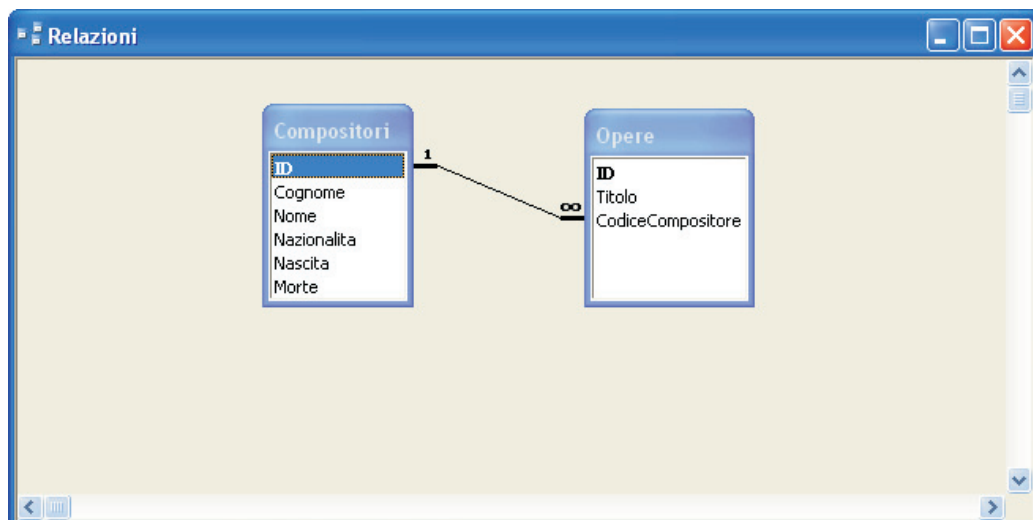 Relazioni
Compositori
ID
Cognome
Nome
Nazionalita
Nascita
Morte
1
∞
Opere
ID
Titolo
CodiceCompositore